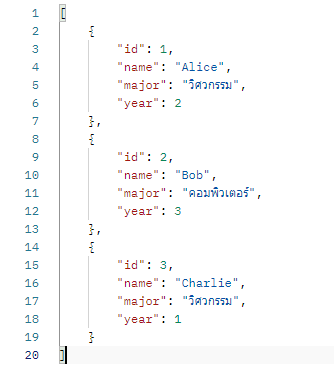 1 [
2 {
3 "id": 1,
4 "name": "Alice",
5 "major": "วิศวกรรม",
6 "year": 2
7 },
8 {
9 "id": 2,
10 "name": "Bob",
11 "major": "คอมพิวเตอร์",
12 "year": 3
13 },
14 {
15 "id": 3,
16 "name": "Charlie",
17 "major": "วิศวกรรม",
18 "year": 1
19 }
20 ]